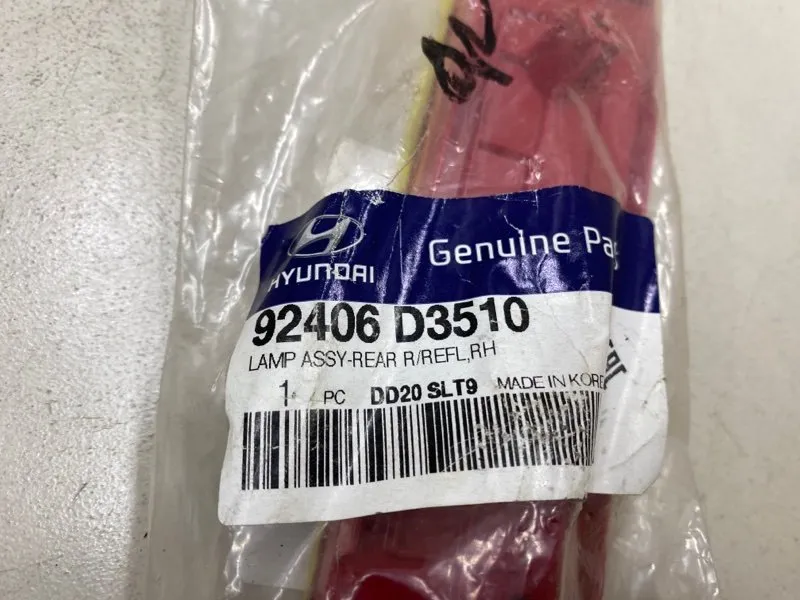 HYUNDAI
Genuine Pa
92406 D3510
LAMP ASSY-REAR R/REFL,RH
1 PC DD20 SLT9 MADE IN KORE